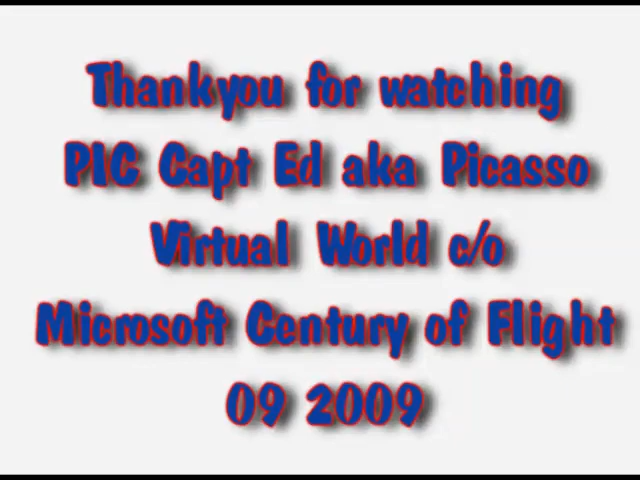 Thankyou for watching
PIC Capt Ed aka Picasso
Virtual World c/o
Microsoft Century of Flight
09 2009